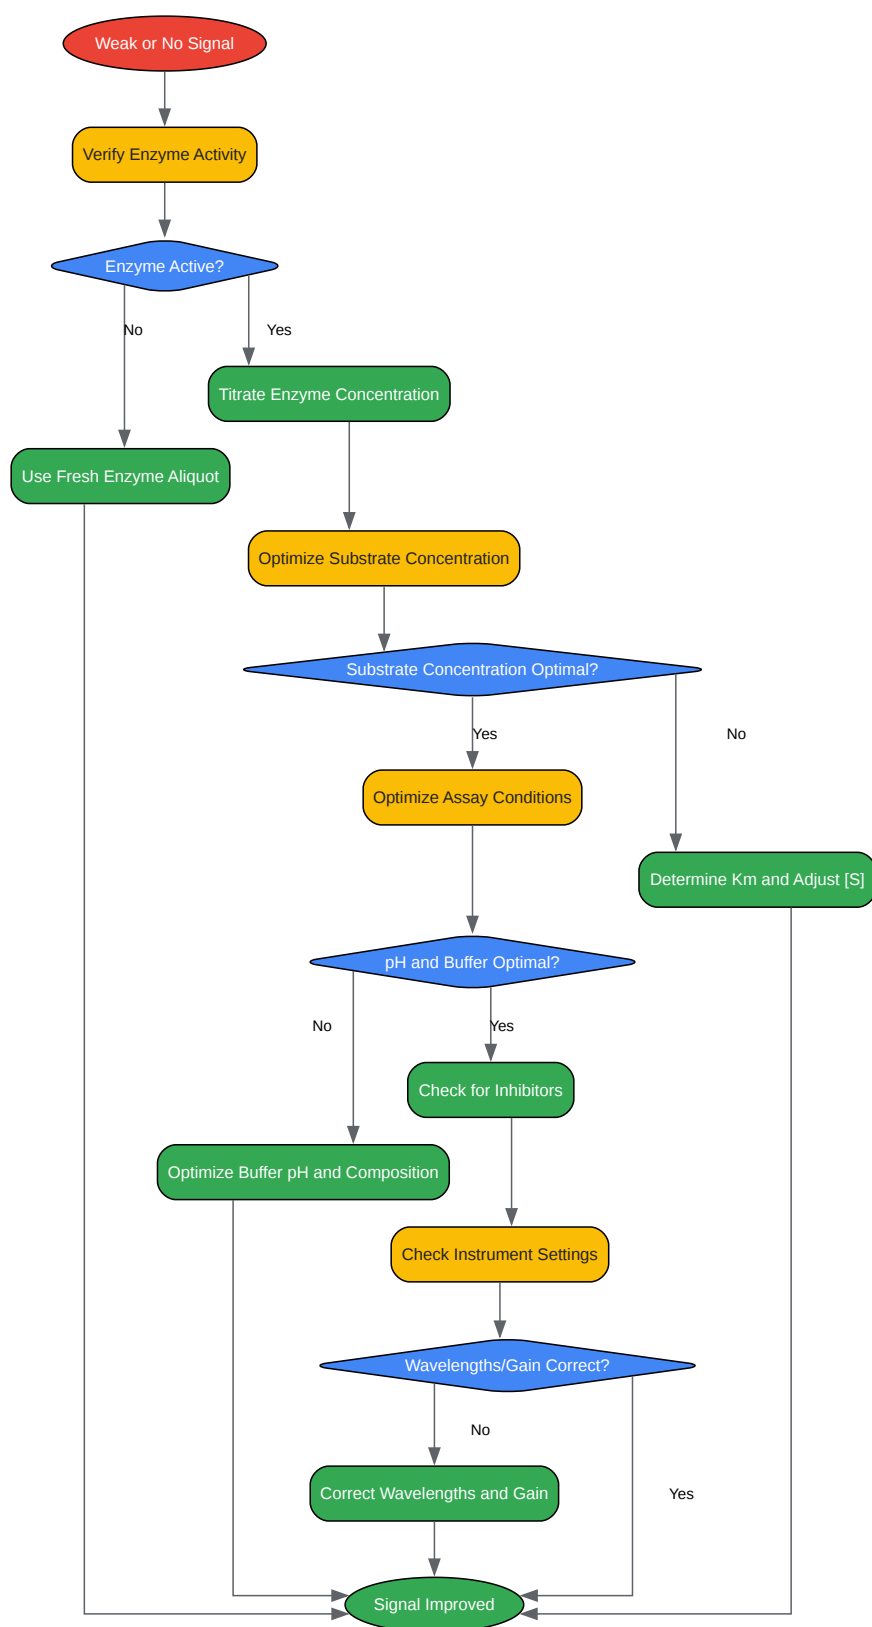 Weak or No Signal
Verify Enzyme Activity
Enzyme Active?
No
Yes
Titrate Enzyme Concentration
Use Fresh Enzyme Aliquot
Optimize Substrate Concentration
Substrate Concentration Optimal?
Yes
No
Optimize Assay Conditions
Determine Km and Adjust [S]
pH and Buffer Optimal?
No
Yes
Check for Inhibitors
Optimize Buffer pH and Composition
Check Instrument Settings
Wavelengths/Gain Correct?
No
Correct Wavelengths and Gain
Yes
Signal Improved